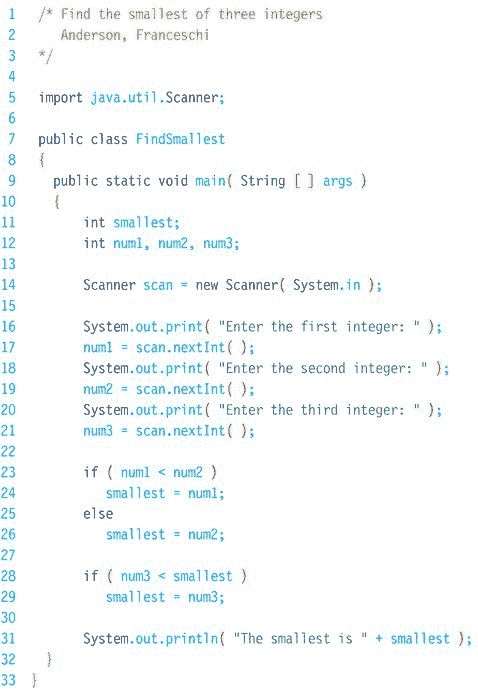 1 /* Find the smallest of three integers
2 Anderson, Franceschi
3 */
4
5 import java.util.Scanner;
6
7 public class FindSmallest
8 {
9 public static void main( String [ ] args )
10 {
11 int smallest;
12 int num1, num2, num3;
13
14 Scanner scan = new Scanner( System.in );
15
16 System.out.print( "Enter the first integer: " );
17 num1 = scan.nextInt( );
18 System.out.print( "Enter the second integer: " );
19 num2 = scan.nextInt( );
20 System.out.print( "Enter the third integer: " );
21 num3 = scan.nextInt( );
22
23 if ( num1 < num2 )
24 smallest = num1;
25 else
26 smallest = num2;
27
28 if ( num3 < smallest )
29 smallest = num3;
30
31 System.out.println( "The smallest is " + smallest );
32 }
33 }